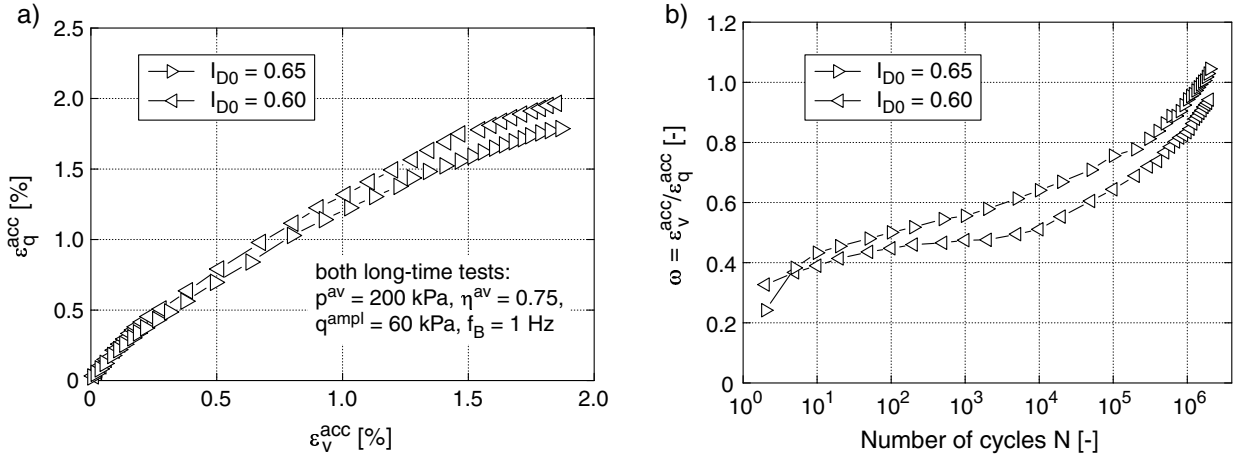 a)
2.5
2.0
1.5
1.0
0.5
0
ε_q^acc [%]
I_D0 = 0.65
I_D0 = 0.60
both long-time tests:
p^av = 200 kPa, η^av = 0.75,
q^ampl = 60 kPa, f_B = 1 Hz
0 0.5 1.0 1.5 2.0
ε_v^acc [%]
b)
1.2
1.0
0.8
0.6
0.4
0.2
0
ω = ε_v^acc/ε_q^acc [-]
I_D0 = 0.65
I_D0 = 0.60
10^0 10^1 10^2 10^3 10^4 10^5 10^6
Number of cycles N [-]